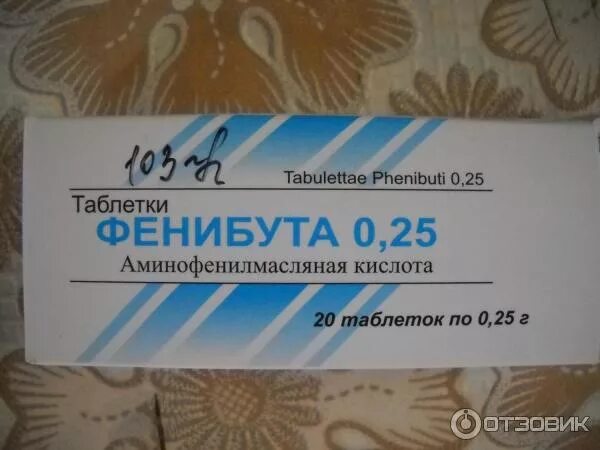 103
Tabulettae Phenibuti 0,25
Таблетки
ФЕНИБУТА 0,25
Аминофенилмасляная кислота
20 таблеток по 0,25 г
ОТЗОВИК